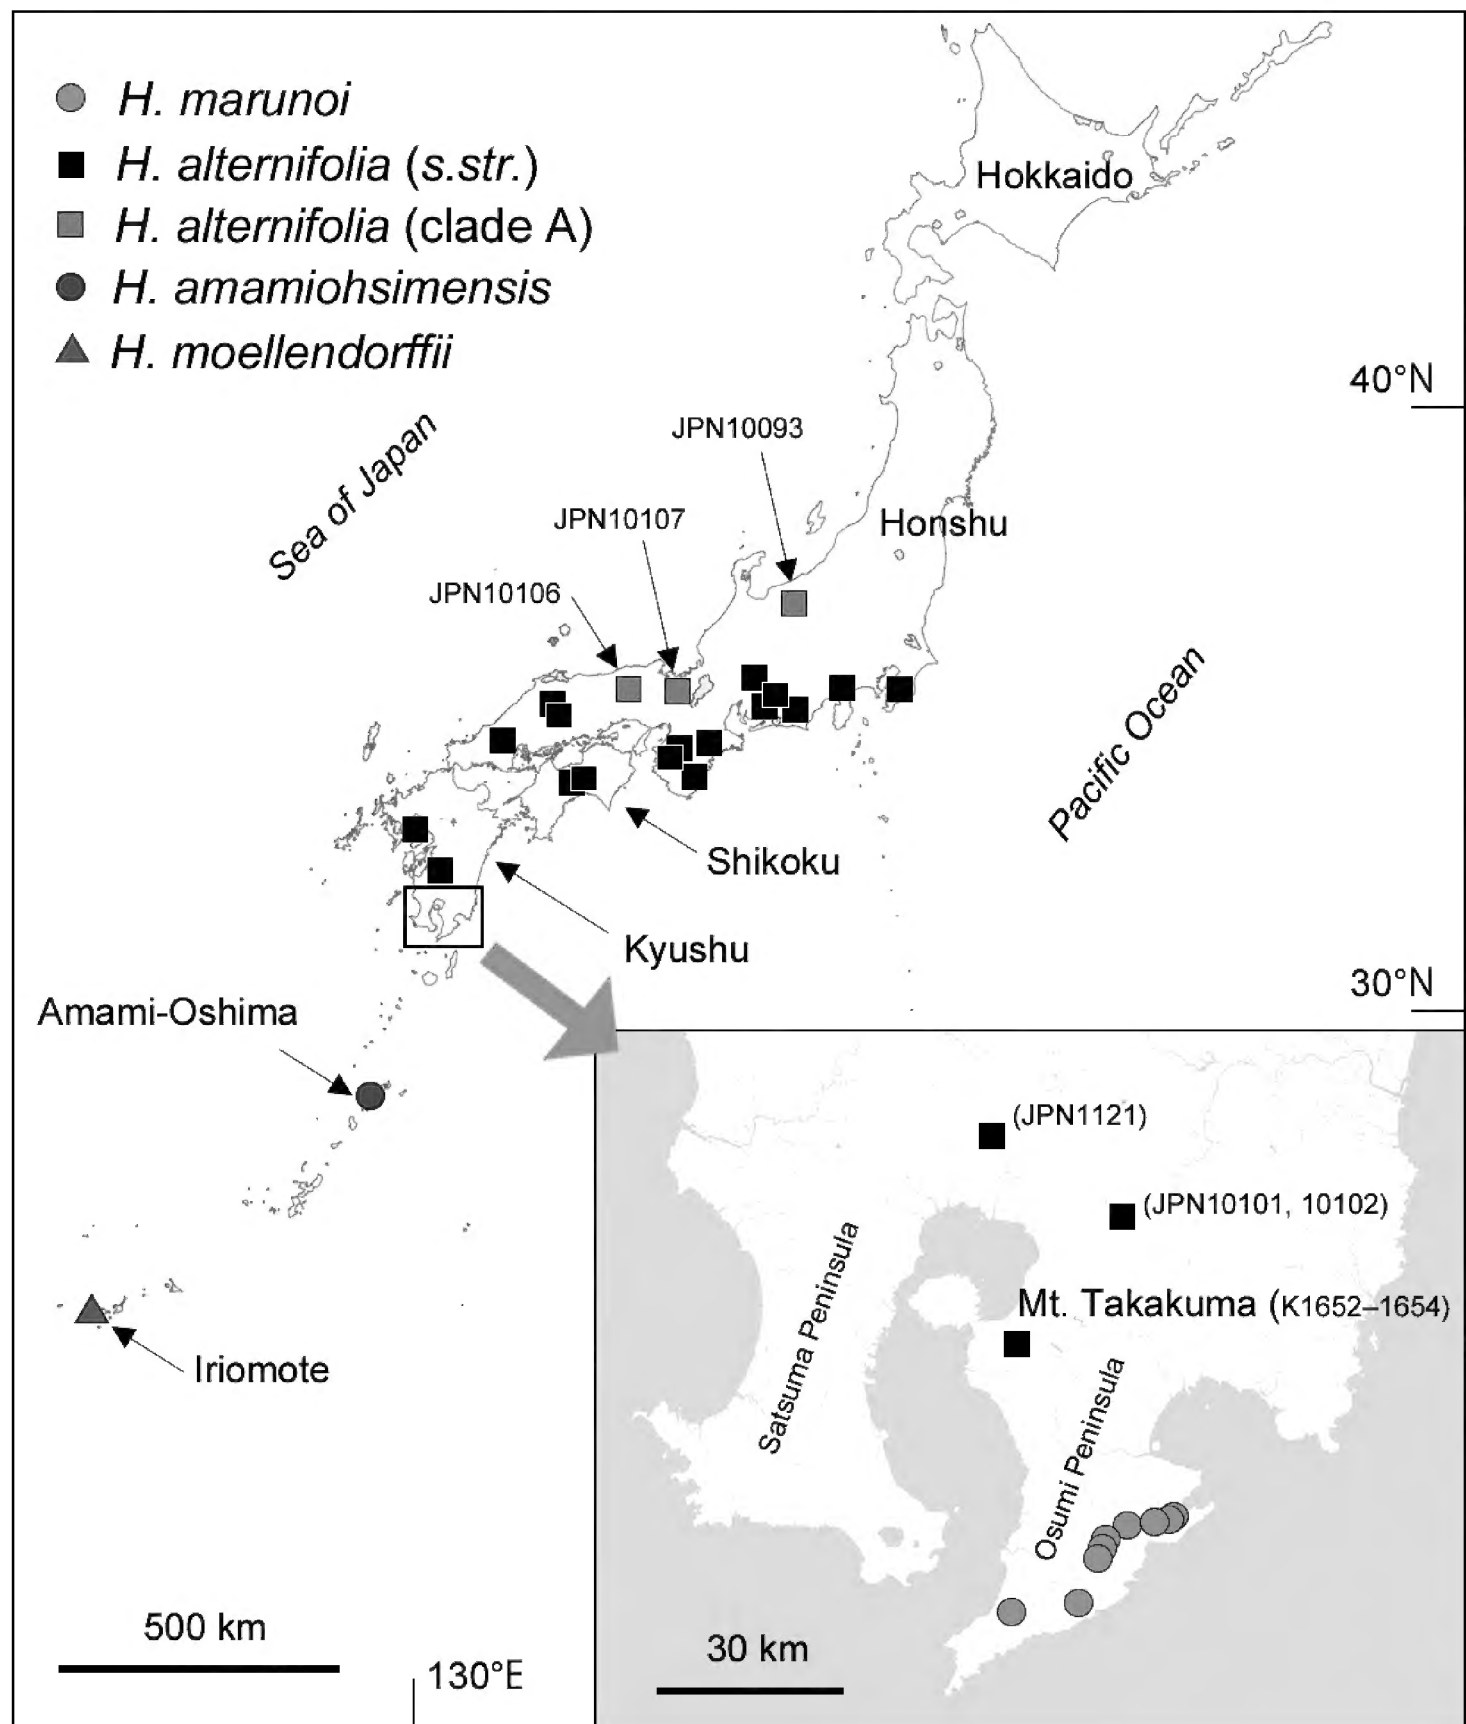 H. marunoi
H. alternifolia (s.str.)
H. alternifolia (clade A)
H. amamiohsimensis
H. moellendorffii
Hokkaido
40°N
JPN10093
Sea of Japan
JPN10107
Honshu
JPN10106
Pacific Ocean
Shikoku
Kyushu
30°N
Amami-Oshima
(JPN1121)
(JPN10101, 10102)
Satsuma Peninsula
Mt. Takakuma (K1652–1654)
Iriomote
Osumi Peninsula
500 km
30 km
130°E